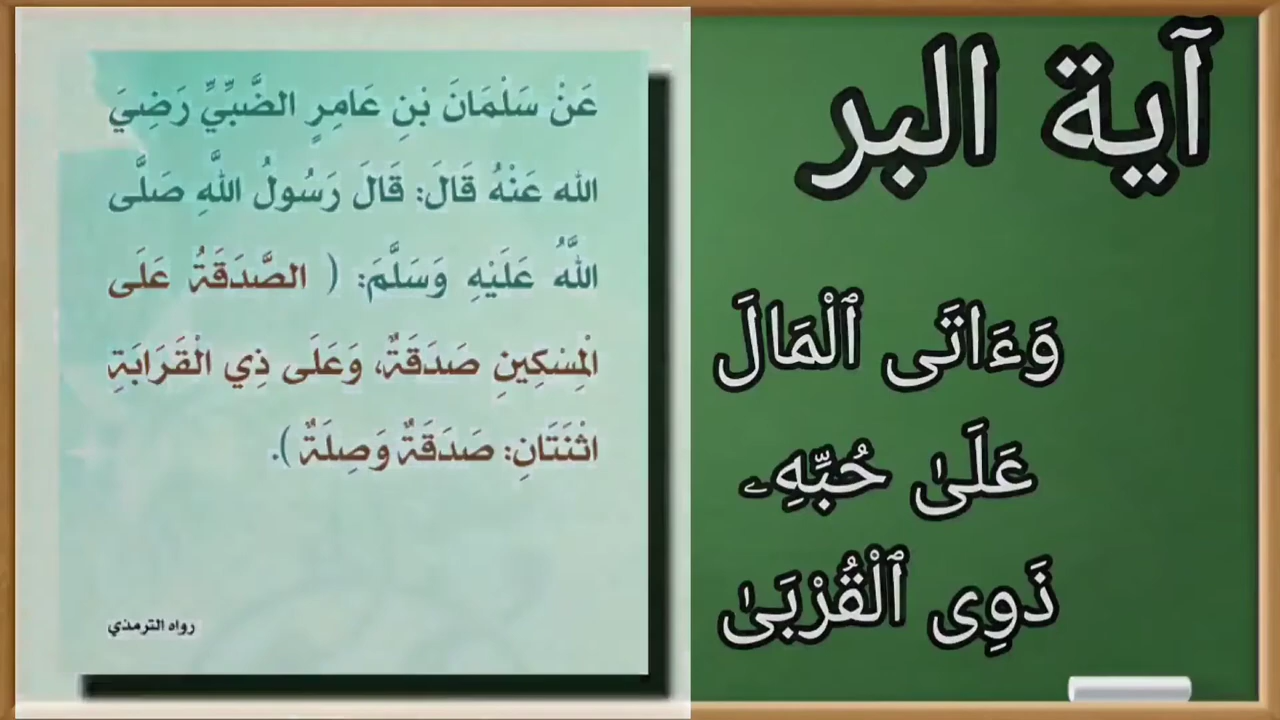 آية البر
وَءَاتَى ٱلْمَالَ
عَلَىٰ حُبِّهِۦ
ذَوِى ٱلْقُرْبَىٰ
عَنْ سَلْمَانَ بْنِ عَامِرٍ الضَّبِّيِّ رَضِيَ
الله عَنْهُ قَالَ: قَالَ رَسُولُ اللَّهِ صَلَّى
اللَّهُ عَلَيْهِ وَسَلَّمَ: ( الصَّدَقَةُ عَلَى
الْمِسْكِينِ صَدَقَةٌ، وَعَلَى ذِي الْقَرَابَةِ
اثْنَتَانِ: صَدَقَةٌ وَصِلَةٌ ).
رواه الترمذي